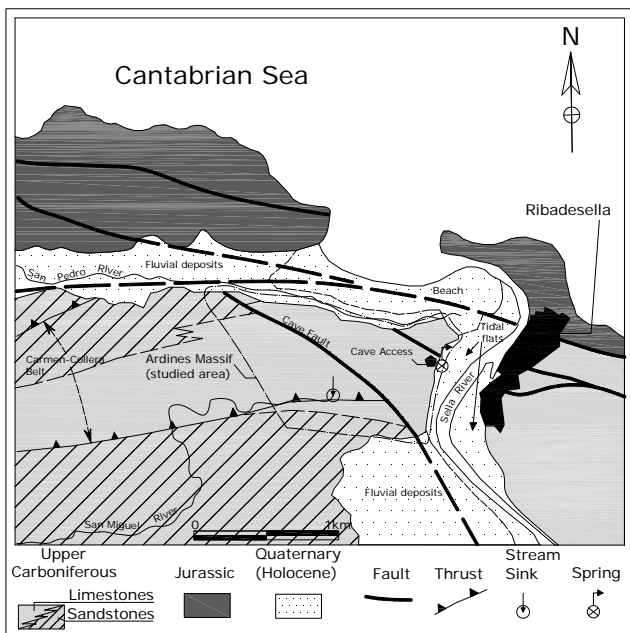 N
Cantabrian Sea
Ribadesella
San Pedro River
Fluvial deposits
Beach
Cave Fault
Tidal
flats
Carmen-Collera
Belt
Ardines Massif
(studied area)
Cave Access
Sella River
Fluvial deposits
San Miguel River
0
1km
Upper
Carboniferous
Jurassic
Quaternary
(Holocene)
Fault
Thrust
Stream
Sink
Spring
Limestones
Sandstones